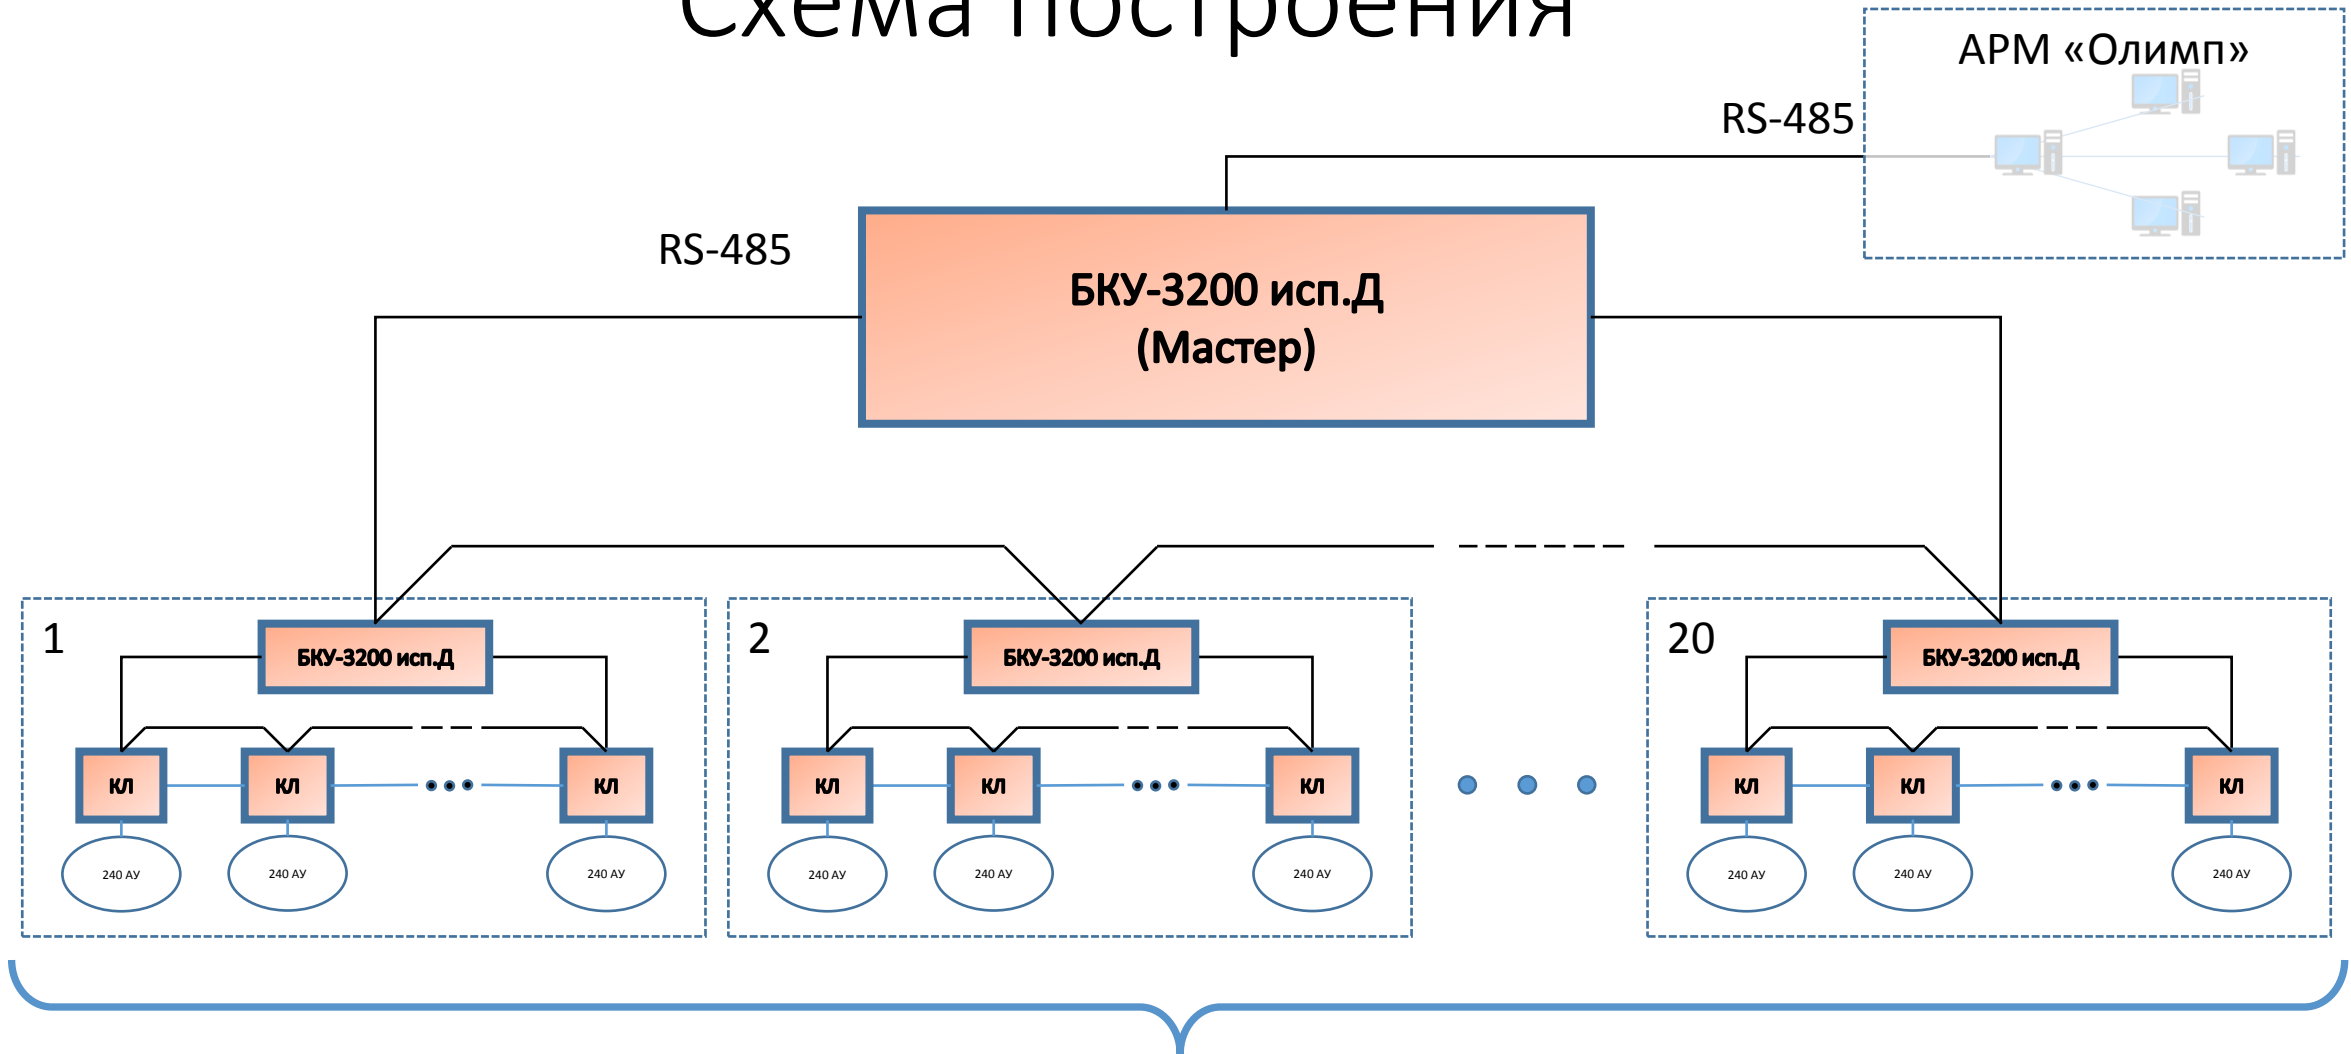 Схема построения
АРМ «Олимп»
RS-485
RS-485
БКУ-3200 исп.Д
(Мастер)
1
БКУ-3200 исп.Д
КЛ
КЛ
КЛ
240 АУ
240 АУ
240 АУ
2
БКУ-3200 исп.Д
КЛ
КЛ
КЛ
240 АУ
240 АУ
240 АУ
20
БКУ-3200 исп.Д
КЛ
КЛ
КЛ
240 АУ
240 АУ
240 АУ